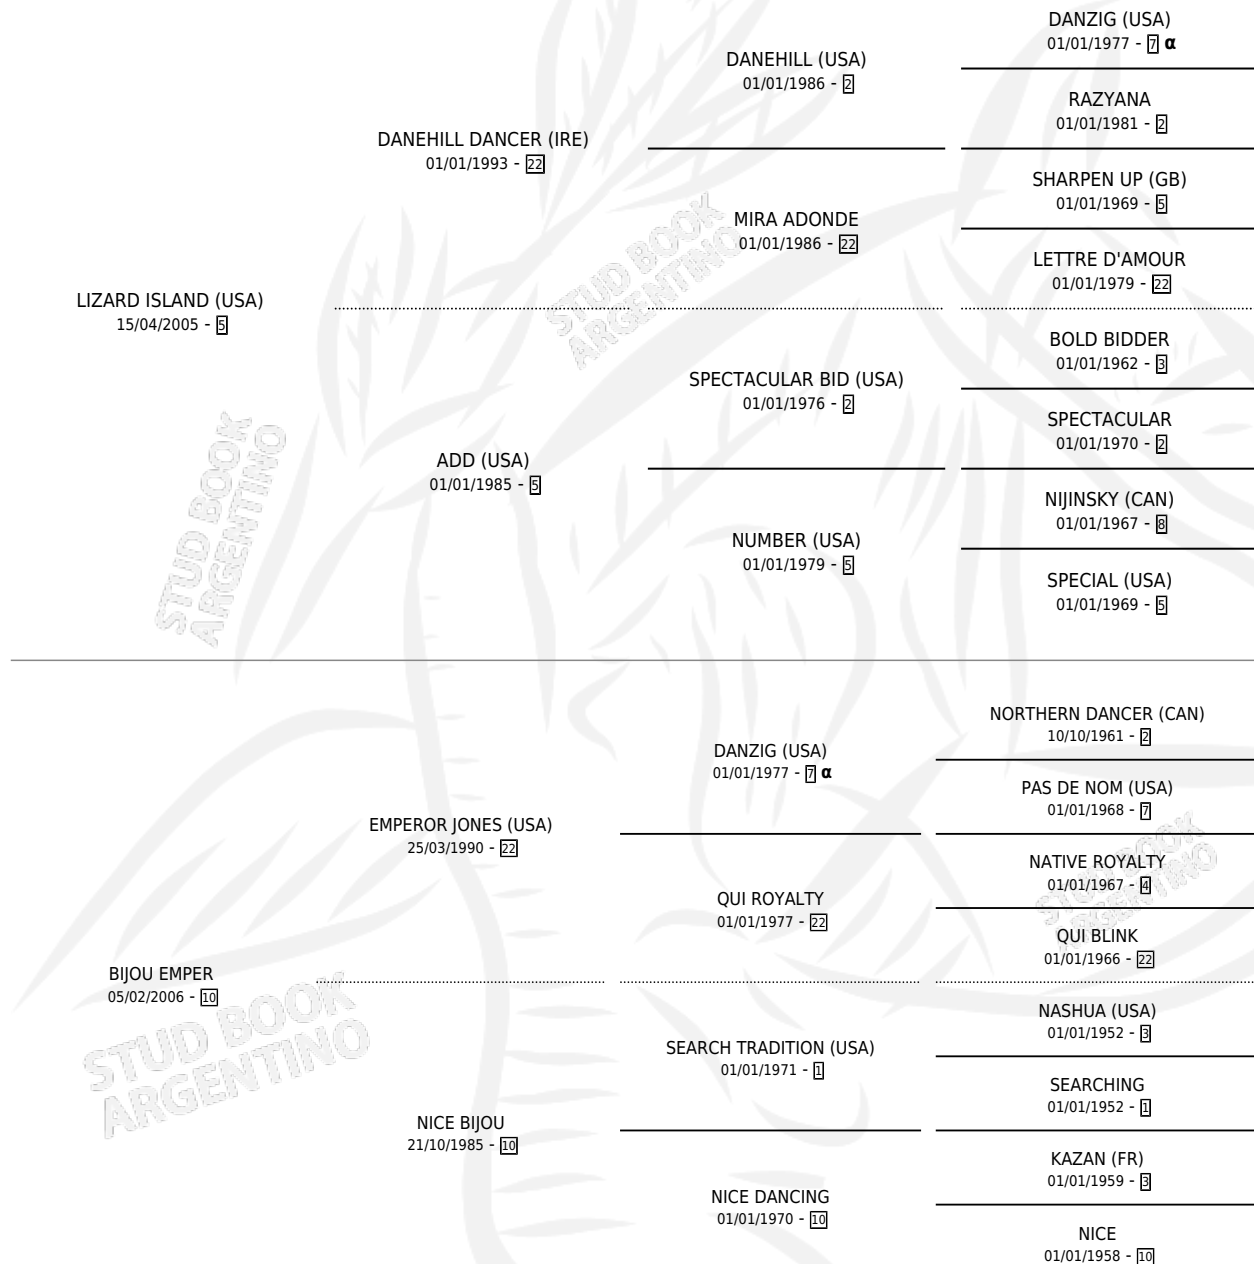 DANZIG (USA)
01/01/1977 - 7 α
DANEHILL (USA)
01/01/1986 - 2
RAZYANA
01/01/1981 - 2
DANEHILL DANCER (IRE)
01/01/1993 - 22
SHARPEN UP (GB)
01/01/1969 - 5
MIRA ADONDE
01/01/1986 - 22
LETTRE D'AMOUR
01/01/1979 - 22
LIZARD ISLAND (USA)
15/04/2005 - 5
BOLD BIDDER
01/01/1962 - 3
SPECTACULAR BID (USA)
01/01/1976 - 2
SPECTACULAR
01/01/1970 - 2
ADD (USA)
01/01/1985 - 5
NIJINSKY (CAN)
01/01/1967 - 8
NUMBER (USA)
01/01/1979 - 5
SPECIAL (USA)
01/01/1969 - 5
NORTHERN DANCER (CAN)
10/10/1961 - 2
DANZIG (USA)
01/01/1977 - 7 α
PAS DE NOM (USA)
01/01/1968 - 7
EMPEROR JONES (USA)
25/03/1990 - 22
NATIVE ROYALTY
01/01/1967 - 4
QUI ROYALTY
01/01/1977 - 22
QUI BLINK
01/01/1966 - 22
BIJOU EMPER
05/02/2006 - 10
NASHUA (USA)
01/01/1952 - 3
SEARCH TRADITION (USA)
01/01/1971 - 1
SEARCHING
01/01/1952 - 1
NICE BIJOU
21/10/1985 - 10
KAZAN (FR)
01/01/1959 - 3
NICE DANCING
01/01/1970 - 10
NICE
01/01/1958 - 10
STUD BOOK
ARGENTINO
STUD BOOK
ARGENTINO
STUD BOOK
ARGENTINO
STUD BOOK
ARGENTINO